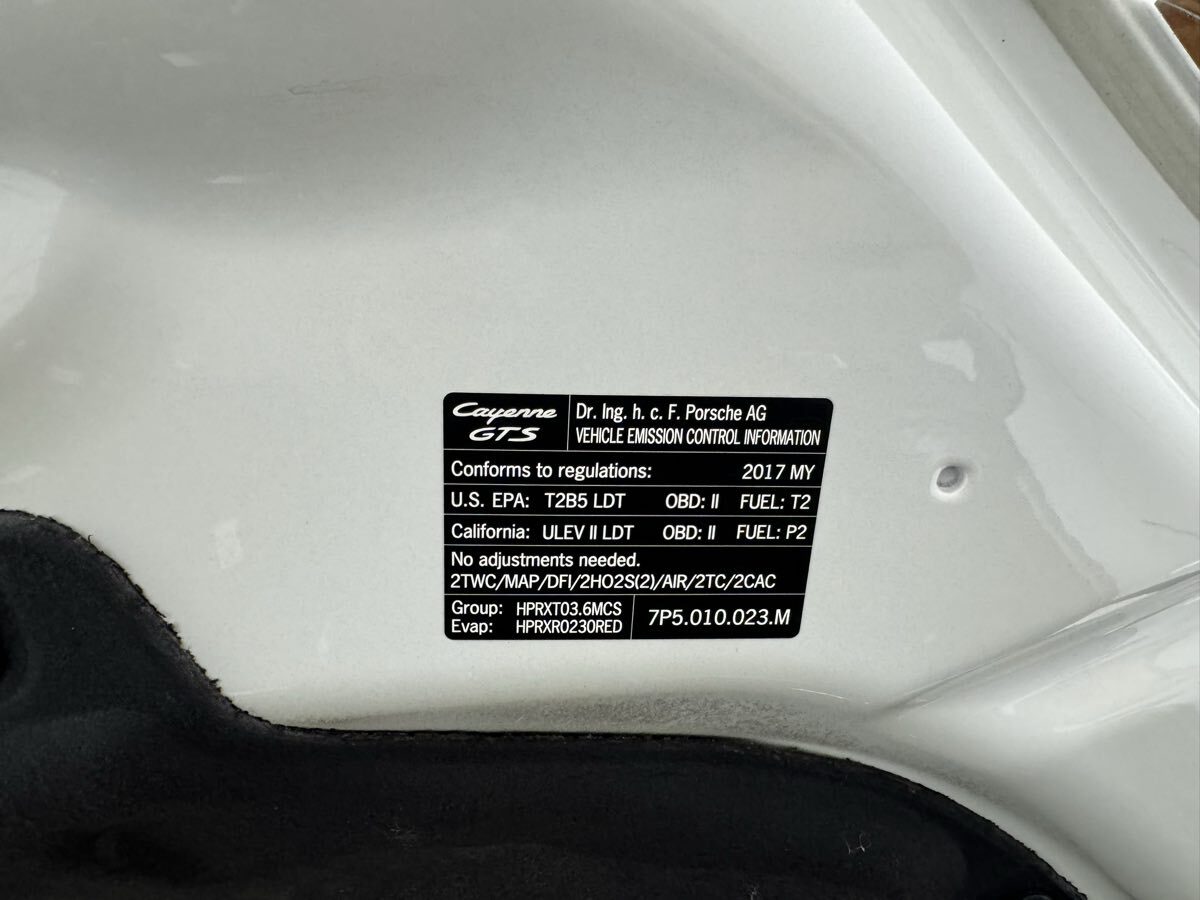 Cayenne
GTS
Dr. Ing. h. c. F. Porsche AG
VEHICLE EMISSION CONTROL INFORMATION
Conforms to regulations: 2017 MY
U.S. EPA: T2B5 LDT OBD: II FUEL: T2
California: ULEV II LDT OBD: II FUEL: P2
No adjustments needed.
2TWC/MAP/DFI/2HO2S(2)/AIR/2TC/2CAC
Group: HPRXT03.6MCS
Evap: HPRXR0230RED
7P5.010.023.M